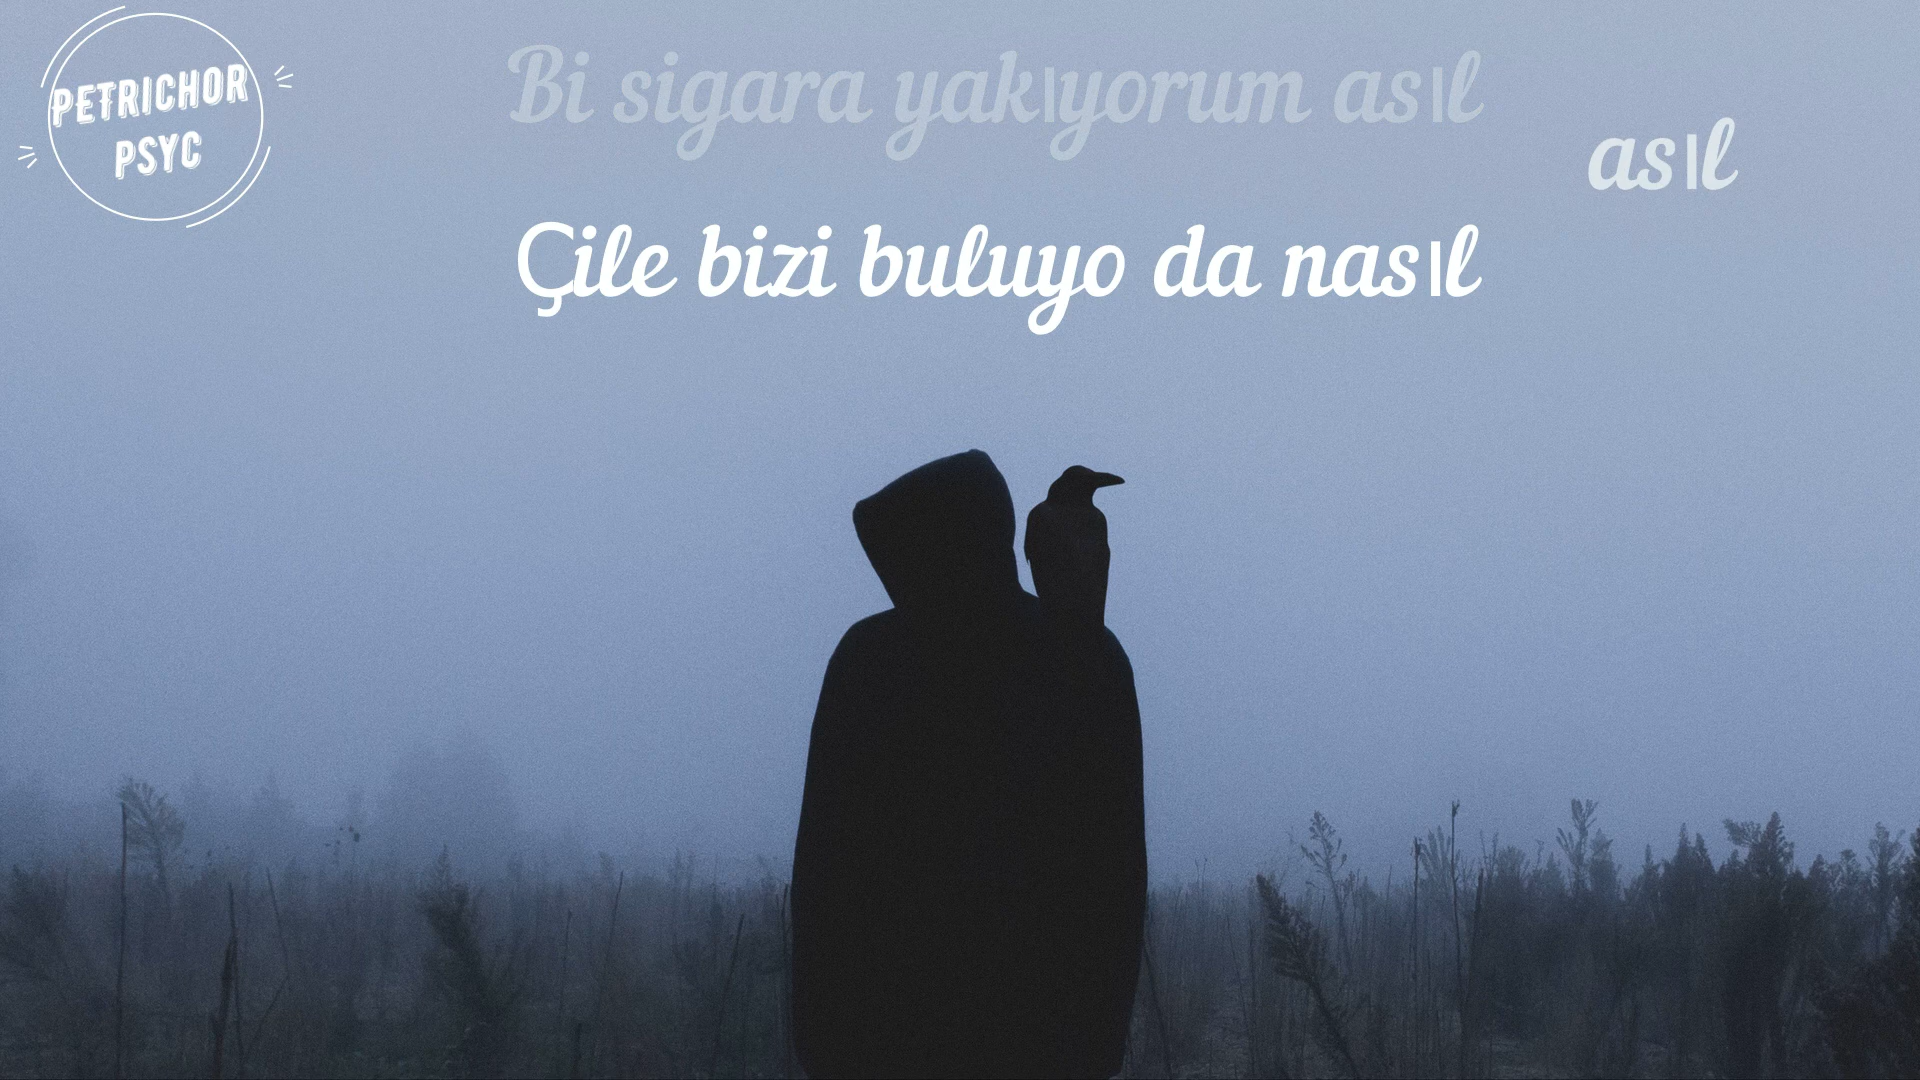 PETRICHOR
PSYC
Bi sigara yakıyorum asıl
asıl
Çile bizi buluyo da nasıl